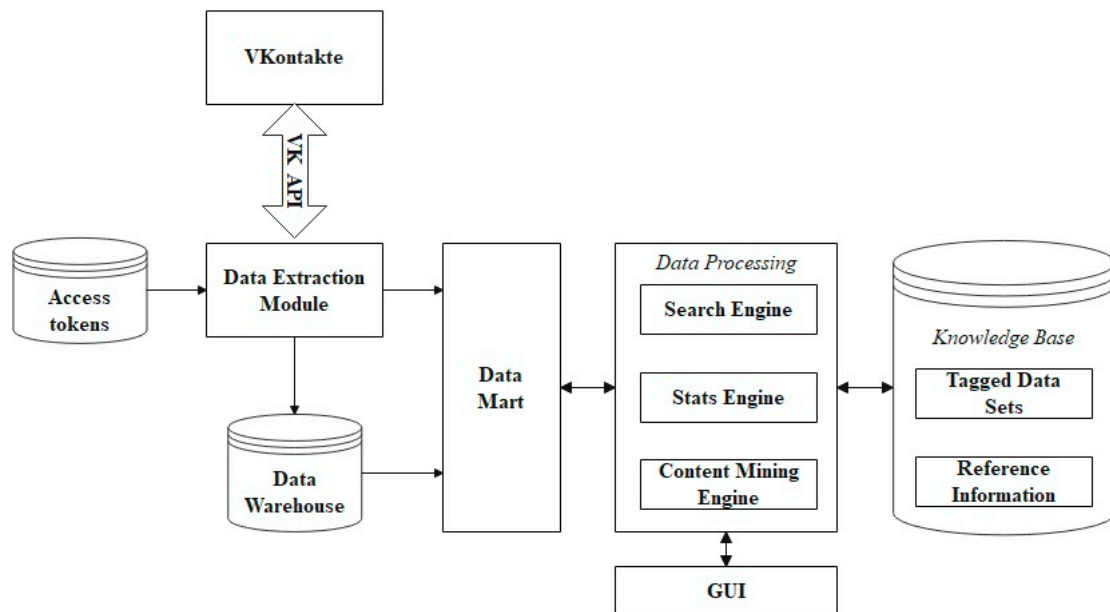 VKontakte
VK API
Access
tokens
Data Extraction
Module
Data
Warehouse
Data
Mart
Data Processing
Search Engine
Stats Engine
Content Mining
Engine
GUI
Knowledge Base
Tagged Data
Sets
Reference
Information